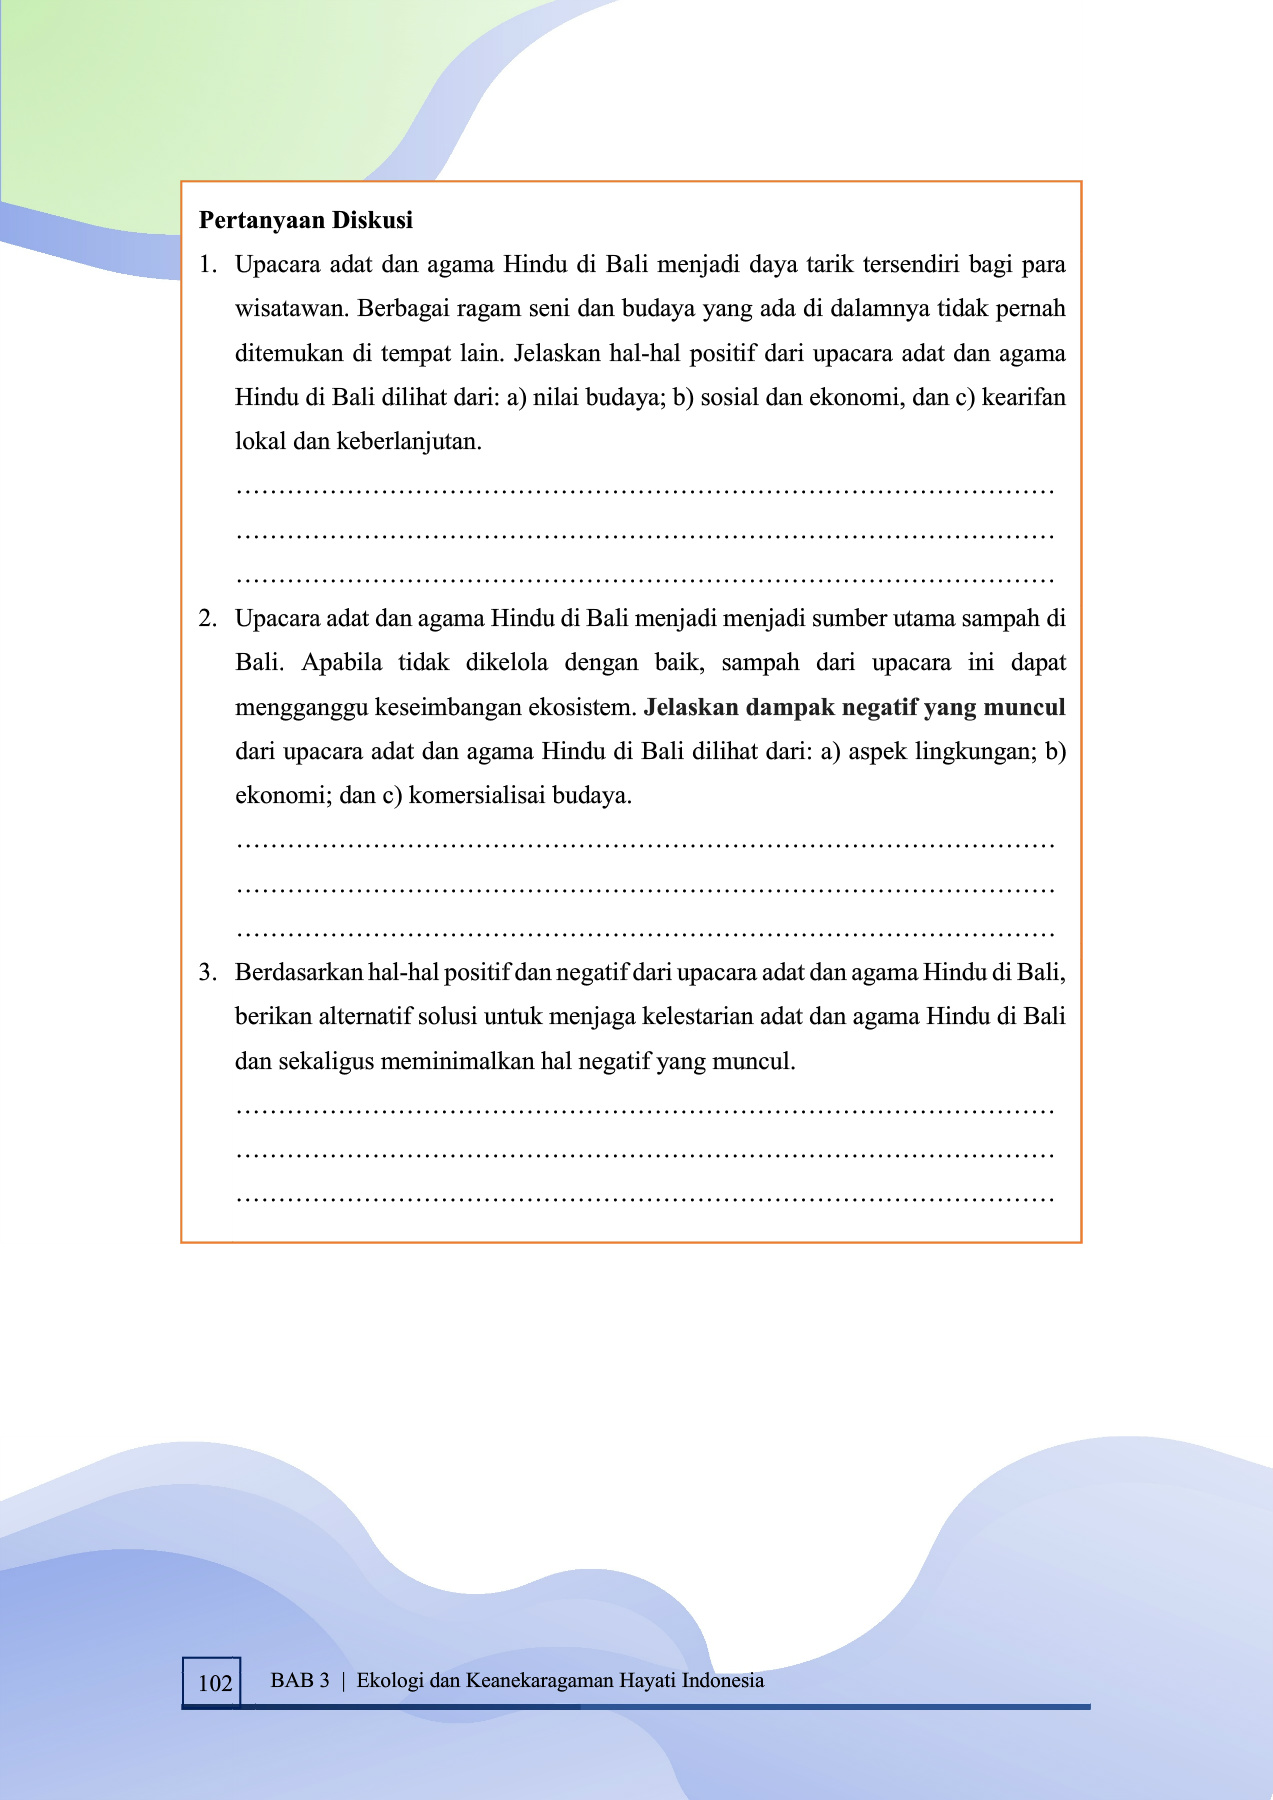 Pertanyaan Diskusi
1. Upacara adat dan agama Hindu di Bali menjadi daya tarik tersendiri bagi para
wisatawan. Berbagai ragam seni dan budaya yang ada di dalamnya tidak pernah
ditemukan di tempat lain. Jelaskan hal-hal positif dari upacara adat dan agama
Hindu di Bali dilihat dari: a) nilai budaya; b) sosial dan ekonomi, dan c) kearifan
lokal dan keberlanjutan.
………………………………………………………………………………………
………………………………………………………………………………………
………………………………………………………………………………………
2. Upacara adat dan agama Hindu di Bali menjadi menjadi sumber utama sampah di
Bali. Apabila tidak dikelola dengan baik, sampah dari upacara ini dapat
mengganggu keseimbangan ekosistem. Jelaskan dampak negatif yang muncul
dari upacara adat dan agama Hindu di Bali dilihat dari: a) aspek lingkungan; b)
ekonomi; dan c) komersialisai budaya.
………………………………………………………………………………………
………………………………………………………………………………………
………………………………………………………………………………………
3. Berdasarkan hal-hal positif dan negatif dari upacara adat dan agama Hindu di Bali,
berikan alternatif solusi untuk menjaga kelestarian adat dan agama Hindu di Bali
dan sekaligus meminimalkan hal negatif yang muncul.
………………………………………………………………………………………
………………………………………………………………………………………
………………………………………………………………………………………
102 BAB 3 | Ekologi dan Keanekaragaman Hayati Indonesia